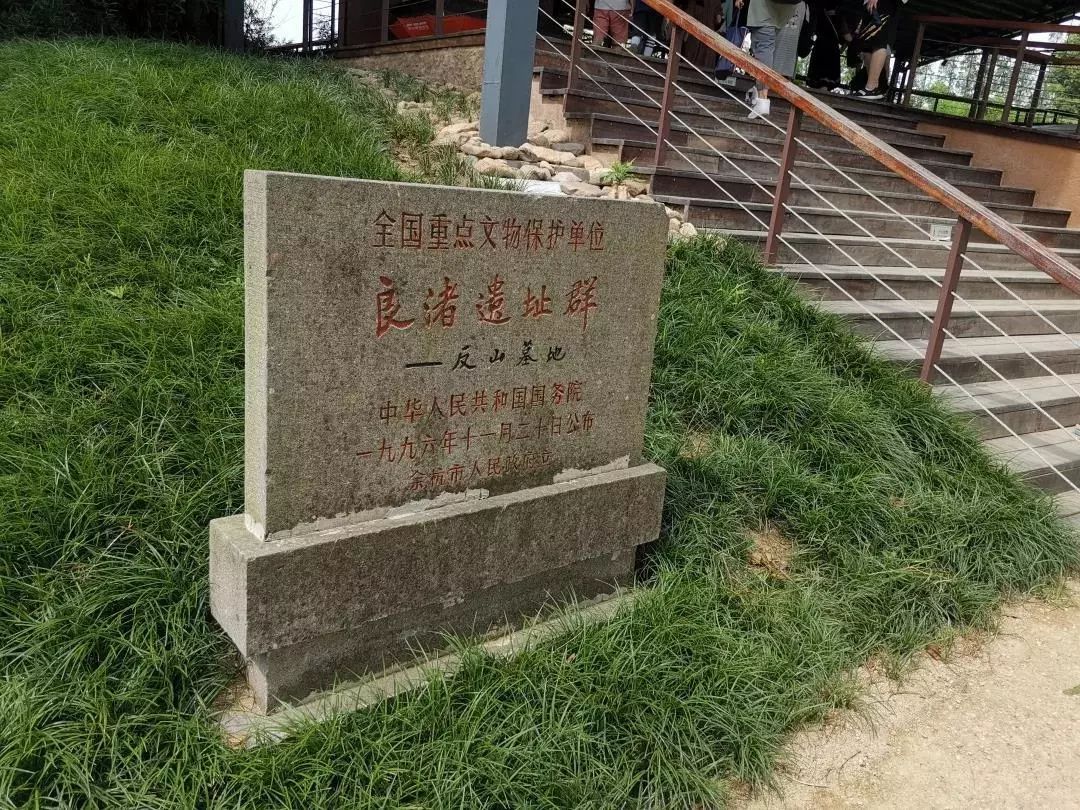 全国重点文物保护单位
良渚遗址群
——反山墓地
中华人民共和国国务院
一九九六年十一月二十日公布
余杭市人民政府立